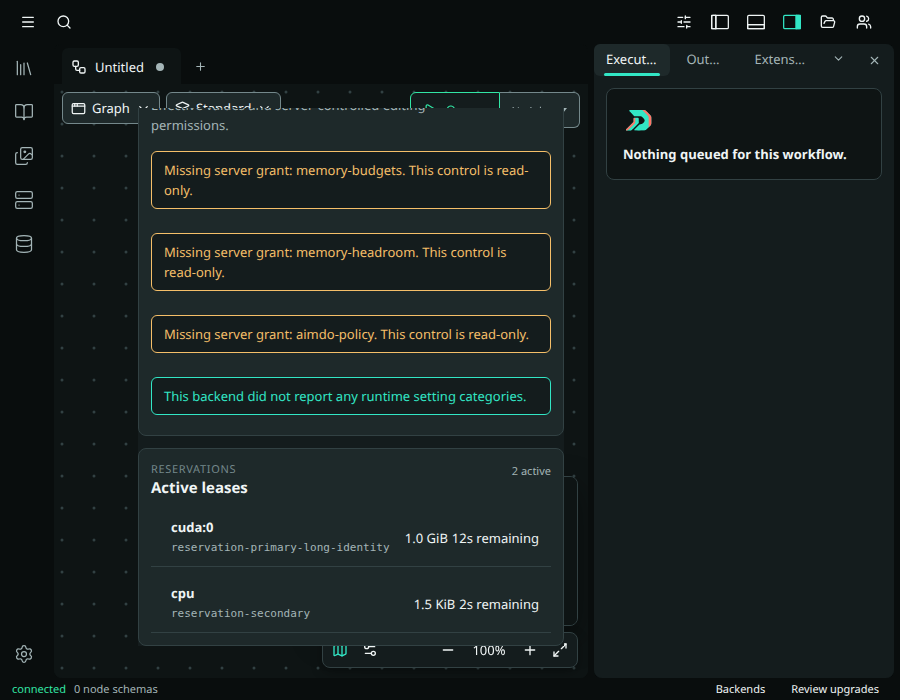 Untitled
Execut...
Out...
Extens...
Graph
Standard
server controlled editing
permissions.
Missing server grant: memory-budgets. This control is read-
only.
Missing server grant: memory-headroom. This control is
read-only.
Missing server grant: aimdo-policy. This control is read-only.
This backend did not report any runtime setting categories.
RESERVATIONS
2 active
Active leases
cuda:0
reservation-primary-long-identity
1.0 GiB 12s remaining
cpu
reservation-secondary
1.5 KiB 2s remaining
100%
Nothing queued for this workflow.
connected
0 node schemas
Backends
Review upgrades